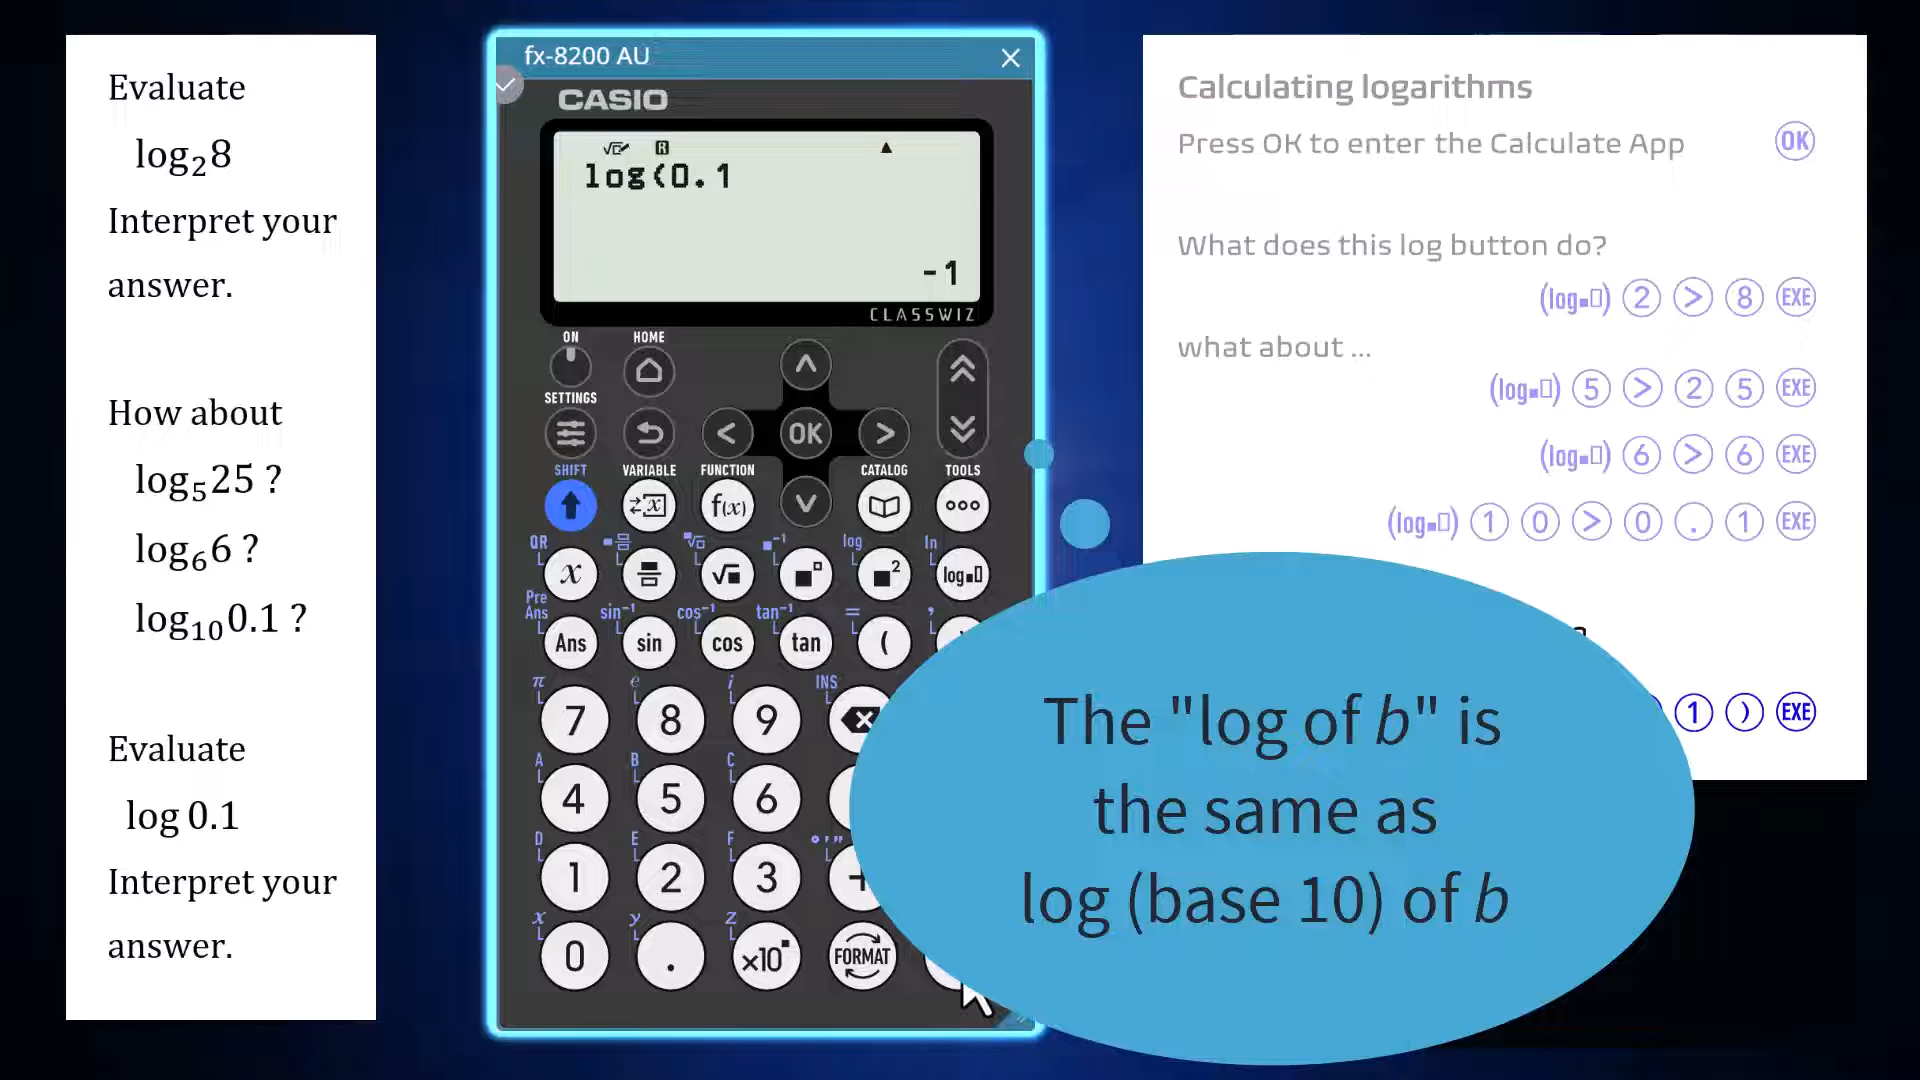 Evaluate
log₂8
Interpret your
answer.
How about
log₅25 ?
log₆6 ?
log₁₀0.1 ?
Evaluate
log 0.1
Interpret your
answer.
fx-8200 AU
CASIO
log(0.1
-1
CLASSWIZ
ON HOME
SETTINGS
OK
SHIFT VARIABLE FUNCTION CATALOG TOOLS
f(x)
QR log ln
x log
Pre Ans sin⁻¹ cos⁻¹ tan⁻¹ = ,
Ans sin cos tan (
π e i INS
7 8 9
A B C
4 5 6
D E F
1 2 3 +
x y z
0 . ×10 FORMAT
Calculating logarithms
Press OK to enter the Calculate App OK
What does this log button do?
(log) 2 > 8 EXE
what about ...
(log) 5 > 2 5 EXE
(log) 6 > 6 EXE
(log) 1 0 > 0 . 1 EXE
1 ) EXE
The "log of b" is
the same as
log (base 10) of b